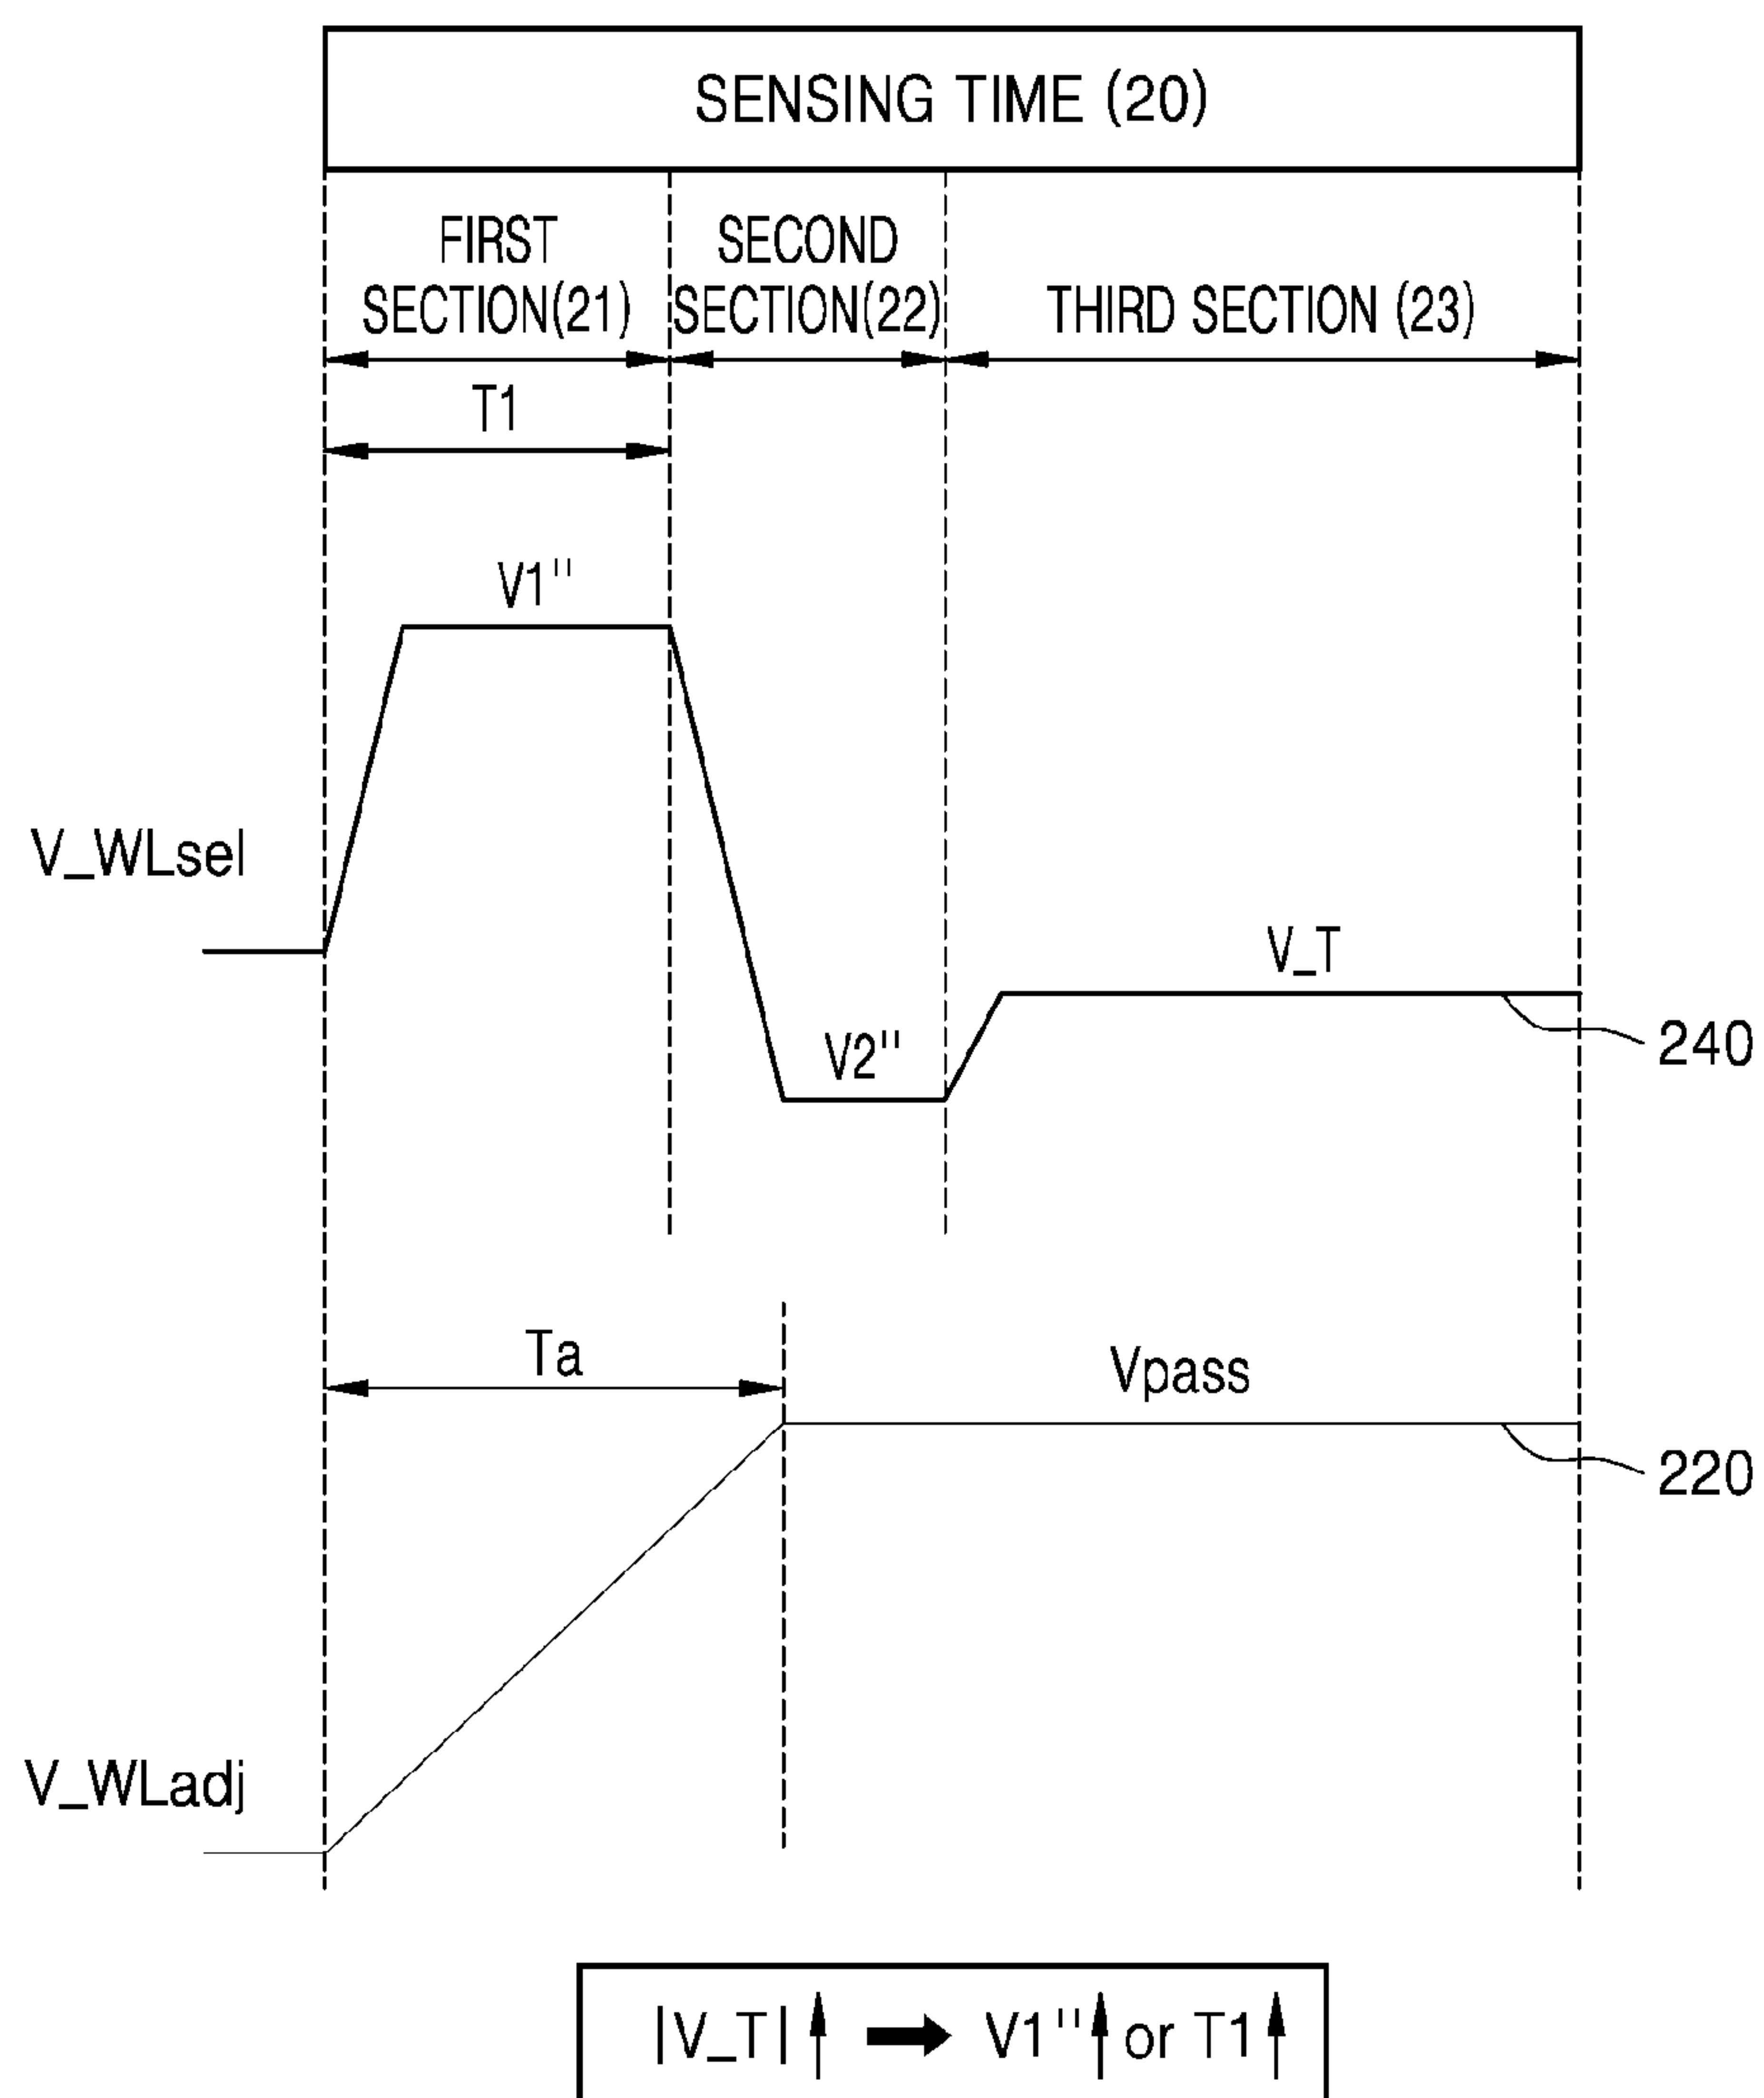 SENSING TIME (20)
FIRST
SECTION(21)
SECOND
SECTION(22)
THIRD SECTION (23)
T1
V1"
V_WLsel
V_T
240
V2"
Ta
Vpass
220
V_WLadj
|V_T|↑ ➡ V1"↑ or T1↑